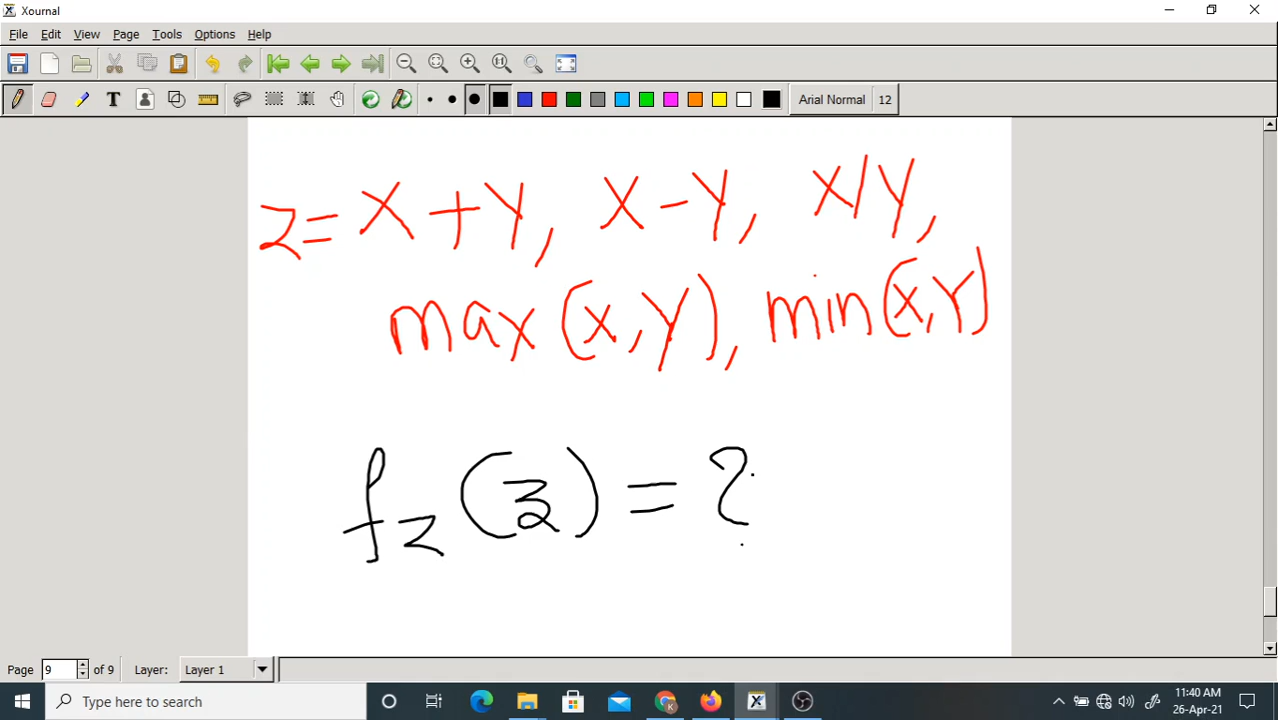 Xournal
File Edit View Page Tools Options Help
Arial Normal 12
z = X + Y, X - Y, X/Y,
max (X, Y), min (X, Y)
f_z (z) = ?
Page 9 of 9 Layer: Layer 1
Type here to search
11:40 AM
26-Apr-21